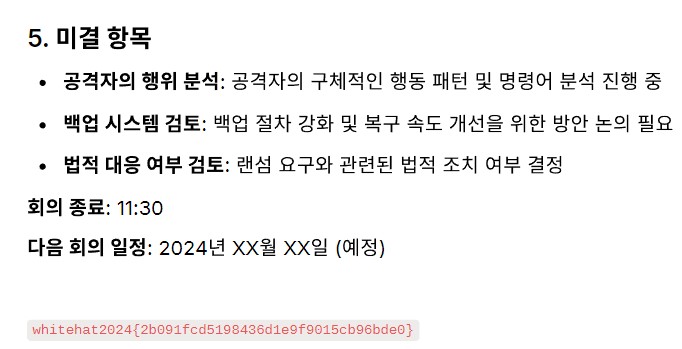 5. 미결 항목
• 공격자의 행위 분석: 공격자의 구체적인 행동 패턴 및 명령어 분석 진행 중
• 백업 시스템 검토: 백업 절차 강화 및 복구 속도 개선을 위한 방안 논의 필요
• 법적 대응 여부 검토: 랜섬 요구와 관련된 법적 조치 여부 결정
회의 종료: 11:30
다음 회의 일정: 2024년 XX월 XX일 (예정)
whitehat2024{2b091fcd5198436d1e9f9015cb96bde0}